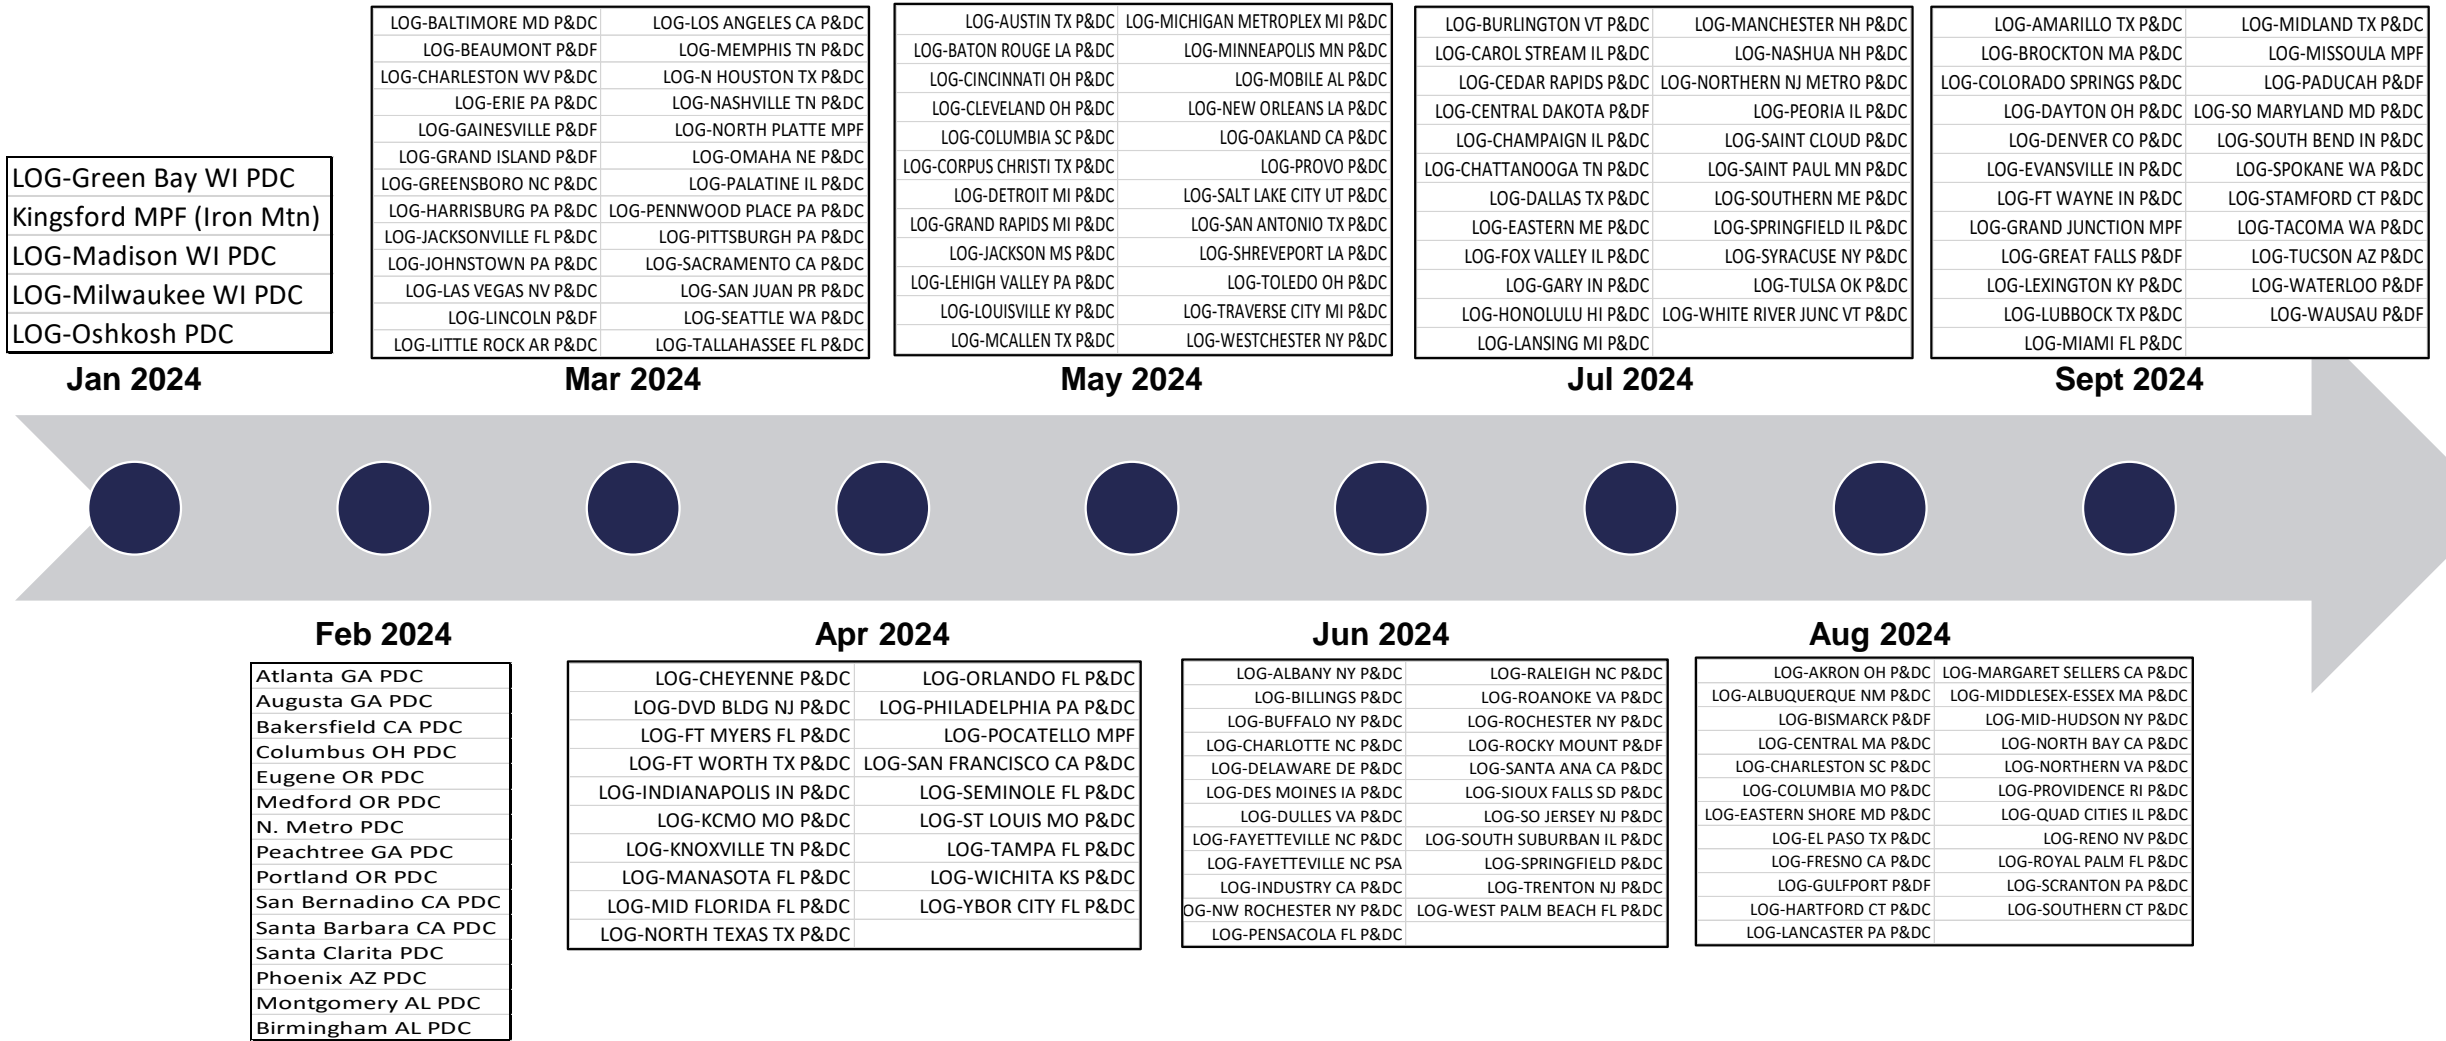 LOG-Green Bay WI PDC
Kingsford MPF (Iron Mtn)
LOG-Madison WI PDC
LOG-Milwaukee WI PDC
LOG-Oshkosh PDC
Jan 2024
LOG-BALTIMORE MD P&DC LOG-LOS ANGELES CA P&DC
LOG-BEAUMONT P&DF LOG-MEMPHIS TN P&DC
LOG-CHARLESTON WV P&DC LOG-N HOUSTON TX P&DC
LOG-ERIE PA P&DC LOG-NASHVILLE TN P&DC
LOG-GAINESVILLE P&DF LOG-NORTH PLATTE MPF
LOG-GRAND ISLAND P&DF LOG-OMAHA NE P&DC
LOG-GREENSBORO NC P&DC LOG-PALATINE IL P&DC
LOG-HARRISBURG PA P&DC LOG-PENNWOOD PLACE PA P&DC
LOG-JACKSONVILLE FL P&DC LOG-PITTSBURGH PA P&DC
LOG-JOHNSTOWN PA P&DC LOG-SACRAMENTO CA P&DC
LOG-LAS VEGAS NV P&DC LOG-SAN JUAN PR P&DC
LOG-LINCOLN P&DF LOG-SEATTLE WA P&DC
LOG-LITTLE ROCK AR P&DC LOG-TALLAHASSEE FL P&DC
Mar 2024
LOG-AUSTIN TX P&DC LOG-MICHIGAN METROPLEX MI P&DC
LOG-BATON ROUGE LA P&DC LOG-MINNEAPOLIS MN P&DC
LOG-CINCINNATI OH P&DC LOG-MOBILE AL P&DC
LOG-CLEVELAND OH P&DC LOG-NEW ORLEANS LA P&DC
LOG-COLUMBIA SC P&DC LOG-OAKLAND CA P&DC
LOG-CORPUS CHRISTI TX P&DC LOG-PROVO P&DC
LOG-DETROIT MI P&DC LOG-SALT LAKE CITY UT P&DC
LOG-GRAND RAPIDS MI P&DC LOG-SAN ANTONIO TX P&DC
LOG-JACKSON MS P&DC LOG-SHREVEPORT LA P&DC
LOG-LEHIGH VALLEY PA P&DC LOG-TOLEDO OH P&DC
LOG-LOUISVILLE KY P&DC LOG-TRAVERSE CITY MI P&DC
LOG-MCALLEN TX P&DC LOG-WESTCHESTER NY P&DC
May 2024
LOG-BURLINGTON VT P&DC LOG-MANCHESTER NH P&DC
LOG-CAROL STREAM IL P&DC LOG-NASHUA NH P&DC
LOG-CEDAR RAPIDS P&DC LOG-NORTHERN NJ METRO P&DC
LOG-CENTRAL DAKOTA P&DF LOG-PEORIA IL P&DC
LOG-CHAMPAIGN IL P&DC LOG-SAINT CLOUD P&DC
LOG-CHATTANOOGA TN P&DC LOG-SAINT PAUL MN P&DC
LOG-DALLAS TX P&DC LOG-SOUTHERN ME P&DC
LOG-EASTERN ME P&DC LOG-SPRINGFIELD IL P&DC
LOG-FOX VALLEY IL P&DC LOG-SYRACUSE NY P&DC
LOG-GARY IN P&DC LOG-TULSA OK P&DC
LOG-HONOLULU HI P&DC LOG-WHITE RIVER JUNC VT P&DC
LOG-LANSING MI P&DC
Jul 2024
LOG-AMARILLO TX P&DC LOG-MIDLAND TX P&DC
LOG-BROCKTON MA P&DC LOG-MISSOULA MPF
LOG-COLORADO SPRINGS P&DC LOG-PADUCAH P&DF
LOG-DAYTON OH P&DC LOG-SO MARYLAND MD P&DC
LOG-DENVER CO P&DC LOG-SOUTH BEND IN P&DC
LOG-EVANSVILLE IN P&DC LOG-SPOKANE WA P&DC
LOG-FT WAYNE IN P&DC LOG-STAMFORD CT P&DC
LOG-GRAND JUNCTION MPF LOG-TACOMA WA P&DC
LOG-GREAT FALLS P&DF LOG-TUCSON AZ P&DC
LOG-LEXINGTON KY P&DC LOG-WATERLOO P&DF
LOG-LUBBOCK TX P&DC LOG-WAUSAU P&DF
LOG-MIAMI FL P&DC
Sept 2024
Feb 2024
Atlanta GA PDC
Augusta GA PDC
Bakersfield CA PDC
Columbus OH PDC
Eugene OR PDC
Medford OR PDC
N. Metro PDC
Peachtree GA PDC
Portland OR PDC
San Bernadino CA PDC
Santa Barbara CA PDC
Santa Clarita PDC
Phoenix AZ PDC
Montgomery AL PDC
Birmingham AL PDC
Apr 2024
LOG-CHEYENNE P&DC LOG-ORLANDO FL P&DC
LOG-DVD BLDG NJ P&DC LOG-PHILADELPHIA PA P&DC
LOG-FT MYERS FL P&DC LOG-POCATELLO MPF
LOG-FT WORTH TX P&DC LOG-SAN FRANCISCO CA P&DC
LOG-INDIANAPOLIS IN P&DC LOG-SEMINOLE FL P&DC
LOG-KCMO MO P&DC LOG-ST LOUIS MO P&DC
LOG-KNOXVILLE TN P&DC LOG-TAMPA FL P&DC
LOG-MANASOTA FL P&DC LOG-WICHITA KS P&DC
LOG-MID FLORIDA FL P&DC LOG-YBOR CITY FL P&DC
LOG-NORTH TEXAS TX P&DC
Jun 2024
LOG-ALBANY NY P&DC LOG-RALEIGH NC P&DC
LOG-BILLINGS P&DC LOG-ROANOKE VA P&DC
LOG-BUFFALO NY P&DC LOG-ROCHESTER NY P&DC
LOG-CHARLOTTE NC P&DC LOG-ROCKY MOUNT P&DF
LOG-DELAWARE DE P&DC LOG-SANTA ANA CA P&DC
LOG-DES MOINES IA P&DC LOG-SIOUX FALLS SD P&DC
LOG-DULLES VA P&DC LOG-SO JERSEY NJ P&DC
LOG-FAYETTEVILLE NC P&DC LOG-SOUTH SUBURBAN IL P&DC
LOG-FAYETTEVILLE NC PSA LOG-SPRINGFIELD P&DC
LOG-INDUSTRY CA P&DC LOG-TRENTON NJ P&DC
OG-NW ROCHESTER NY P&DC LOG-WEST PALM BEACH FL P&DC
LOG-PENSACOLA FL P&DC
Aug 2024
LOG-AKRON OH P&DC LOG-MARGARET SELLERS CA P&DC
LOG-ALBUQUERQUE NM P&DC LOG-MIDDLESEX-ESSEX MA P&DC
LOG-BISMARCK P&DF LOG-MID-HUDSON NY P&DC
LOG-CENTRAL MA P&DC LOG-NORTH BAY CA P&DC
LOG-CHARLESTON SC P&DC LOG-NORTHERN VA P&DC
LOG-COLUMBIA MO P&DC LOG-PROVIDENCE RI P&DC
LOG-EASTERN SHORE MD P&DC LOG-QUAD CITIES IL P&DC
LOG-EL PASO TX P&DC LOG-RENO NV P&DC
LOG-FRESNO CA P&DC LOG-ROYAL PALM FL P&DC
LOG-GULFPORT P&DF LOG-SCRANTON PA P&DC
LOG-HARTFORD CT P&DC LOG-SOUTHERN CT P&DC
LOG-LANCASTER PA P&DC